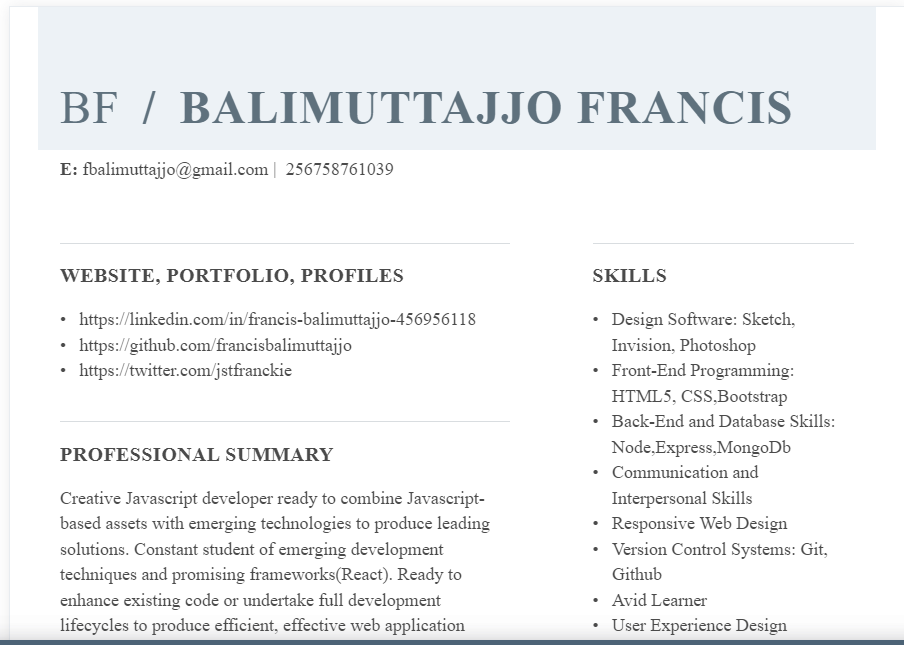 BF / BALIMUTTAJJO FRANCIS
E: fbalimuttajjo@gmail.com | 256758761039
WEBSITE, PORTFOLIO, PROFILES
• https://linkedin.com/in/francis-balimuttajjo-456956118
• https://github.com/francisbalimuttajjo
• https://twitter.com/jstfranckie
PROFESSIONAL SUMMARY
Creative Javascript developer ready to combine Javascript-
based assets with emerging technologies to produce leading
solutions. Constant student of emerging development
techniques and promising frameworks(React). Ready to
enhance existing code or undertake full development
lifecycles to produce efficient, effective web application
SKILLS
• Design Software: Sketch,
Invision, Photoshop
• Front-End Programming:
HTML5, CSS,Bootstrap
• Back-End and Database Skills:
Node,Express,MongoDb
• Communication and
Interpersonal Skills
• Responsive Web Design
• Version Control Systems: Git,
Github
• Avid Learner
• User Experience Design